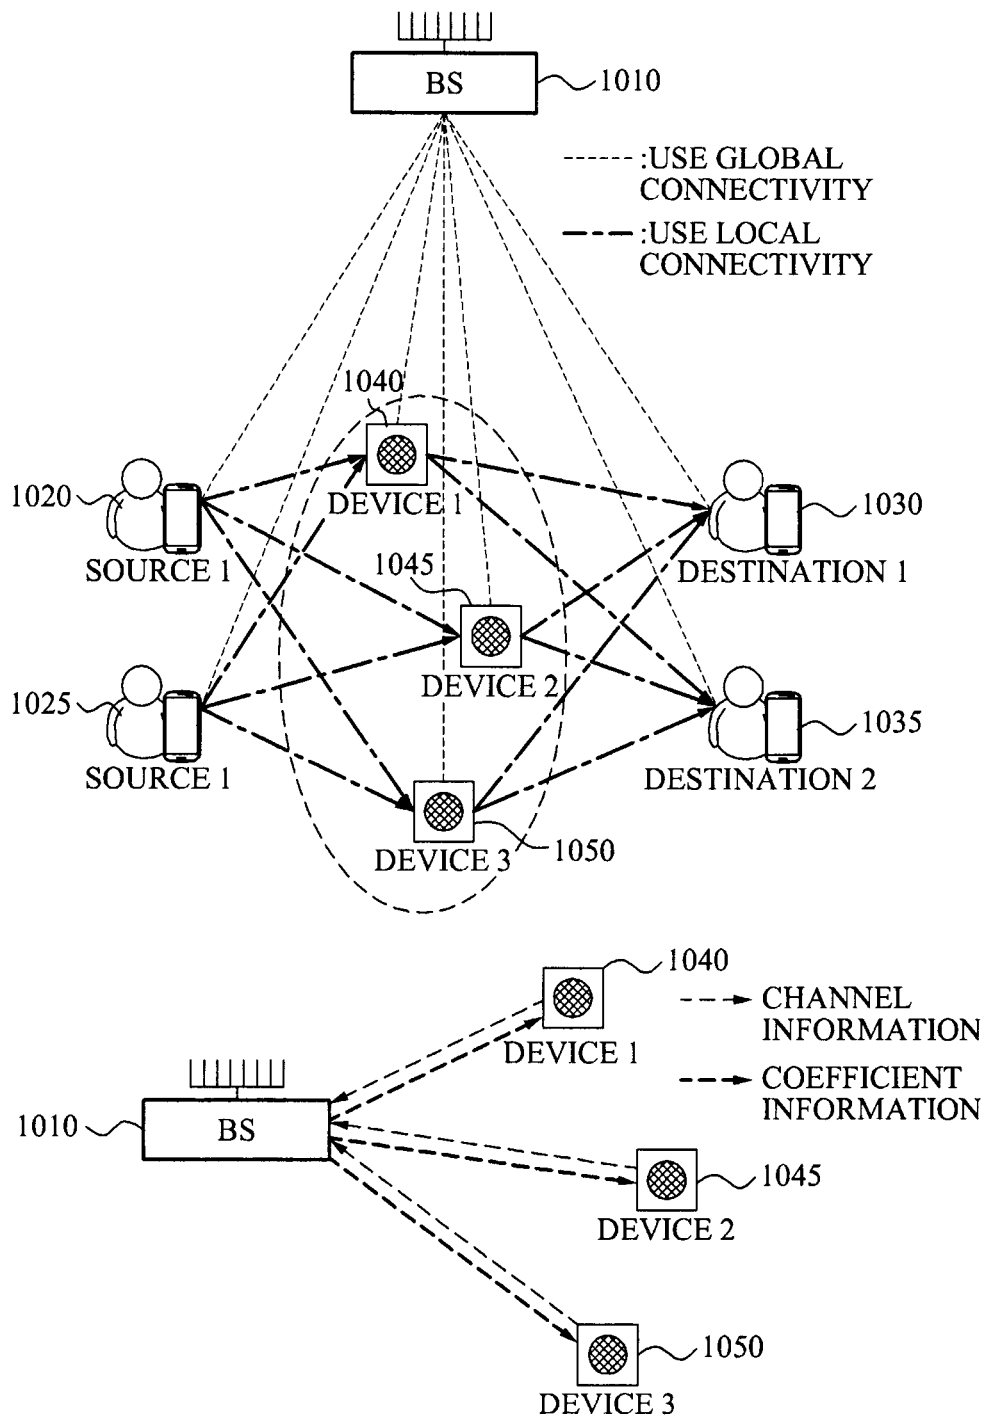 BS
1010
:USE GLOBAL
CONNECTIVITY
:USE LOCAL
CONNECTIVITY
1040
1020
DEVICE 1
1030
SOURCE 1
1045
DESTINATION 1
1025
DEVICE 2
1035
SOURCE 1
DESTINATION 2
DEVICE 3
1050
1040
CHANNEL
INFORMATION
DEVICE 1
COEFFICIENT
INFORMATION
1010
BS
1045
DEVICE 2
1050
DEVICE 3